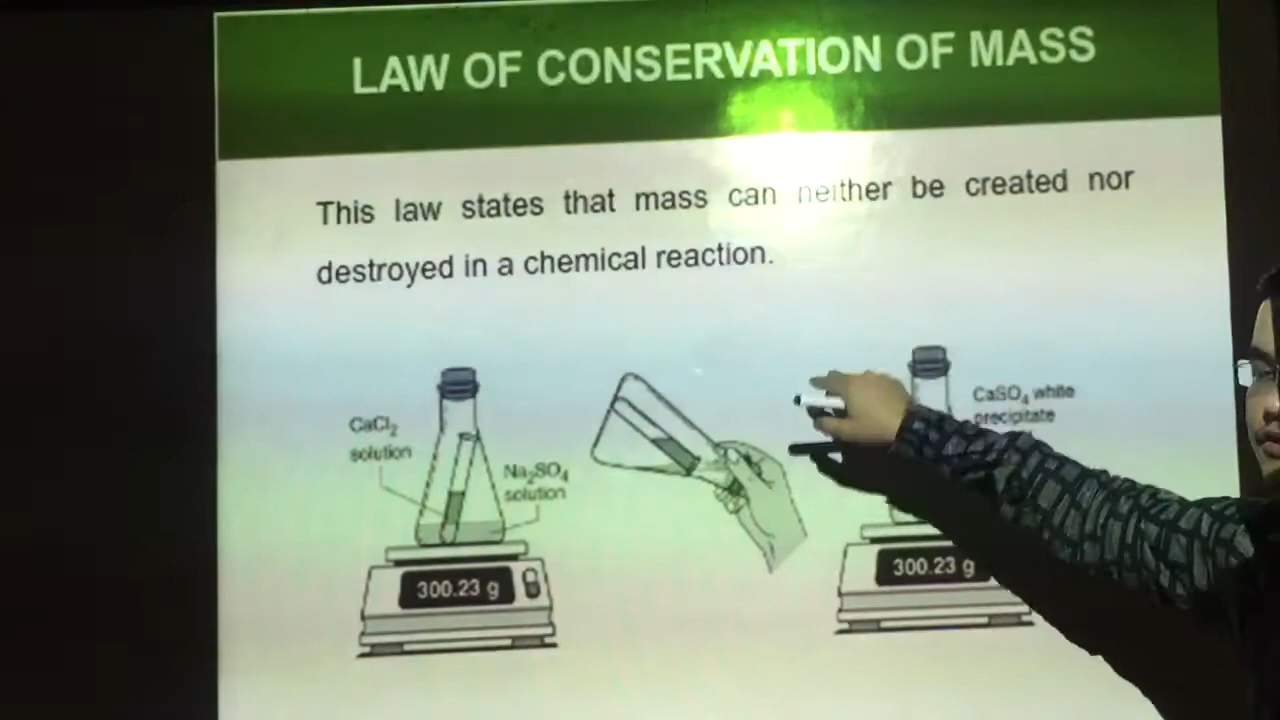 LAW OF CONSERVATION OF MASS
This law states that mass can neither be created nor
destroyed in a chemical reaction.
CaCl₂
solution
Na₂SO₄
solution
CaSO₄ white
precipitate
300.23 g
300.23 g